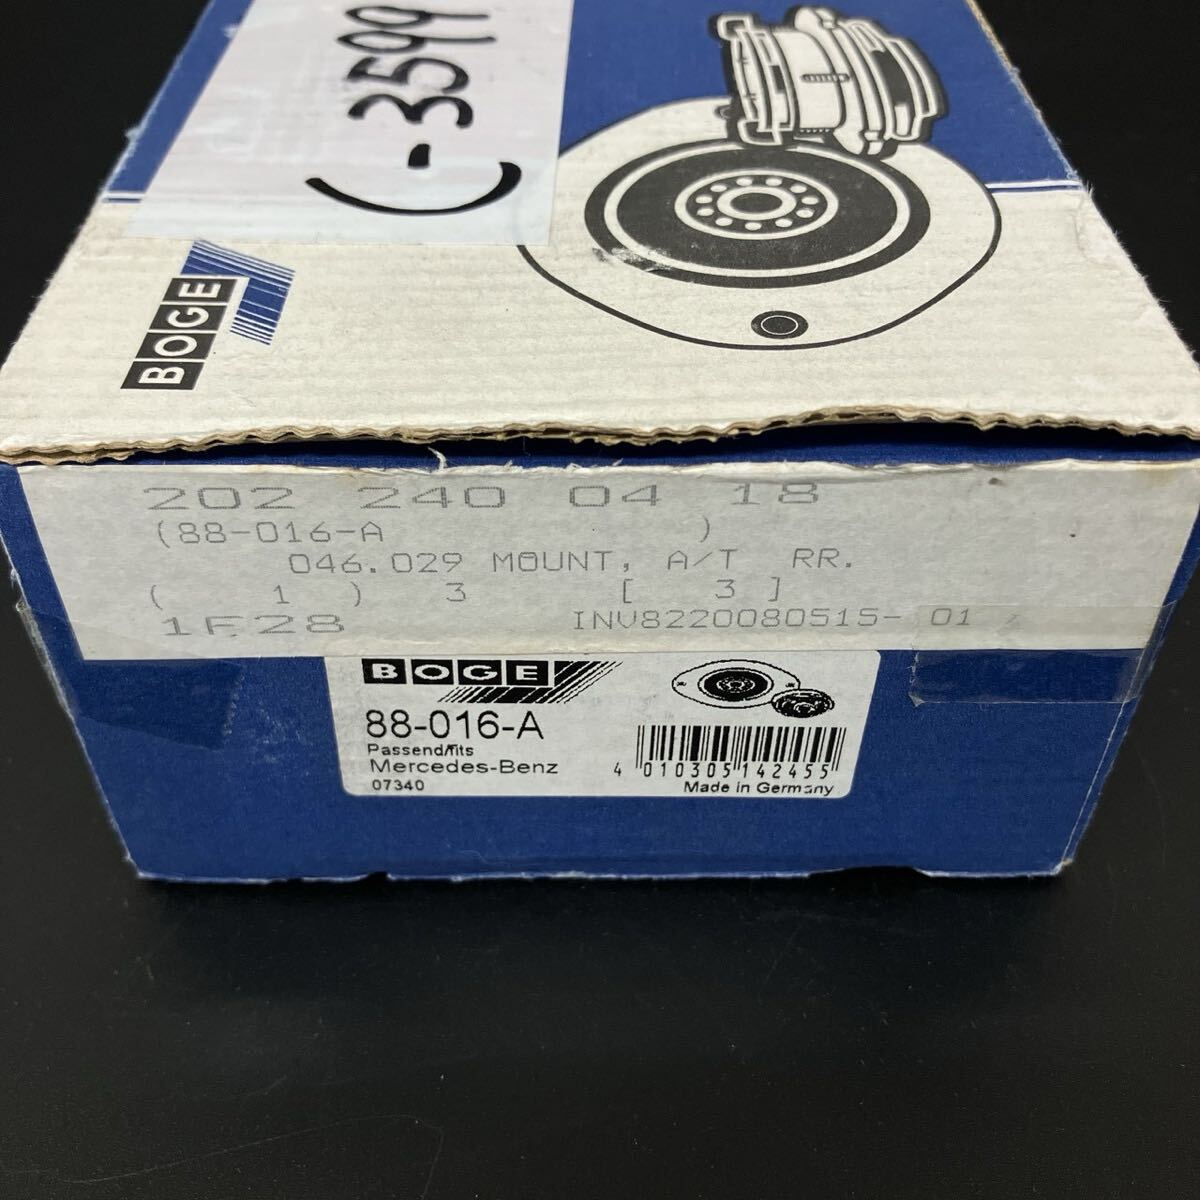 (-3599
BOGE
202 240 04 18
(88-016-A )
046.029 MOUNT, A/T RR.
( 1 ) 3 [ 3 ]
1F28 INV8220080515- 01
BOGE
88-016-A
Passend/fits
Mercedes-Benz
07340
4 010305 142455
Made in Germany